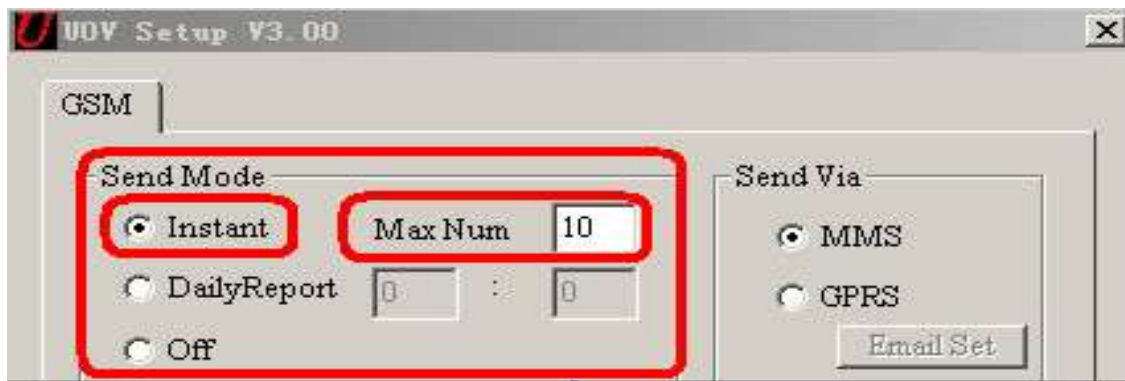 UOV Setup V3.00
GSM
Send Mode
Instant Max Num 10
DailyReport 0 : 0
Off
Send Via
MMS
GPRS
Email Set